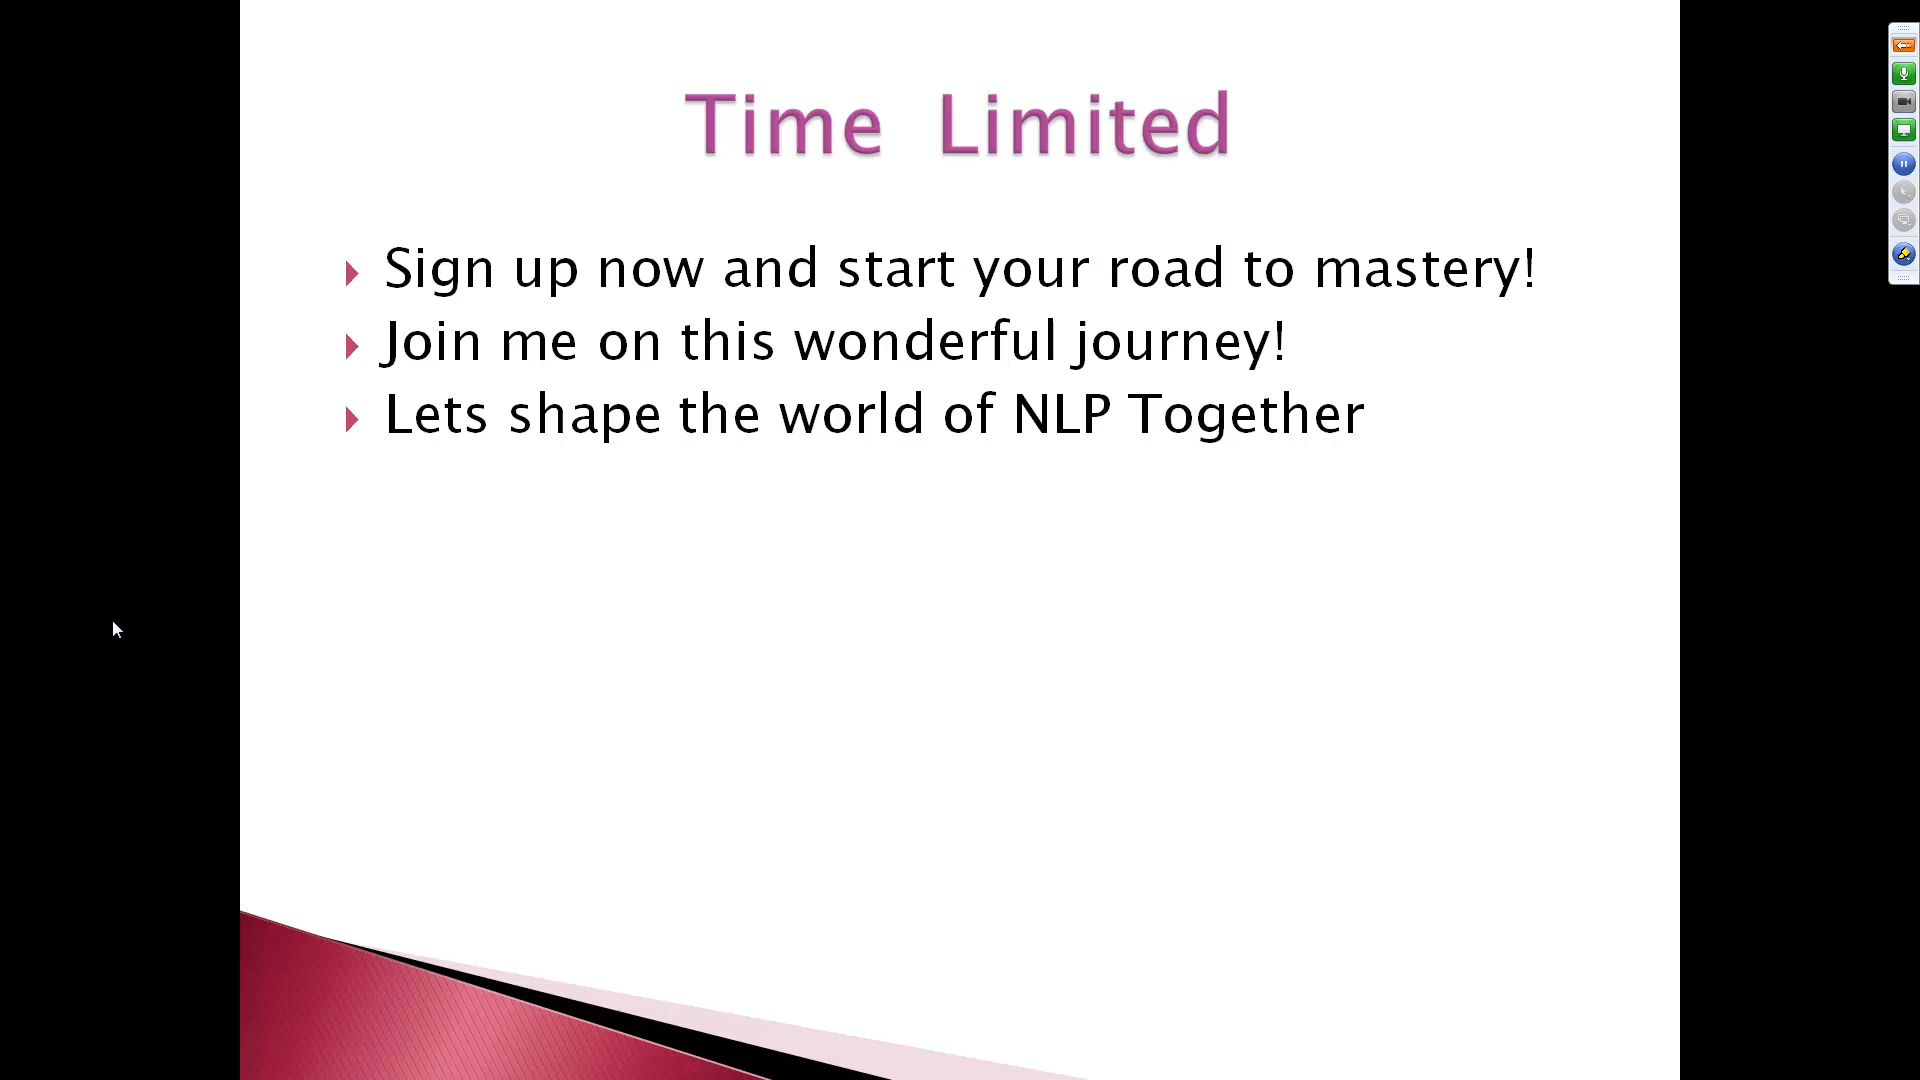 Time Limited
Sign up now and start your road to mastery!
Join me on this wonderful journey!
Lets shape the world of NLP Together